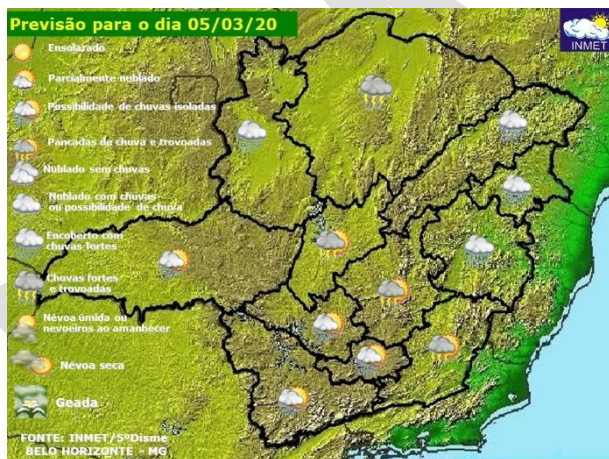 Previsão para o dia 05/03/20
INMET
Ensolarado
Parcialmente nublado
Possibilidade de chuvas isoladas
Pancadas de chuva e trovoadas
Nublado sem chuvas
Nublado com chuvas
ou possibilidade de chuva
Encoberto com
chuvas fortes
Chuvas fortes
e trovoadas
Névoa úmida ou
nevoeiros ao amanhecer
Névoa seca
Geada
FONTE: INMET/5ºDisme
BELO HORIZONTE - MG